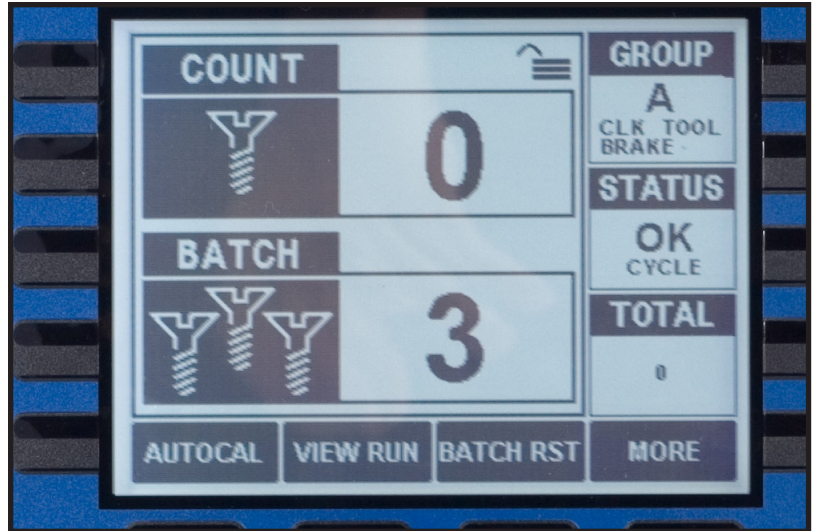 COUNT
0
BATCH
3
GROUP
A
CLK TOOL
BRAKE
STATUS
OK
CYCLE
TOTAL
0
AUTOCAL
VIEW RUN
BATCH RST
MORE